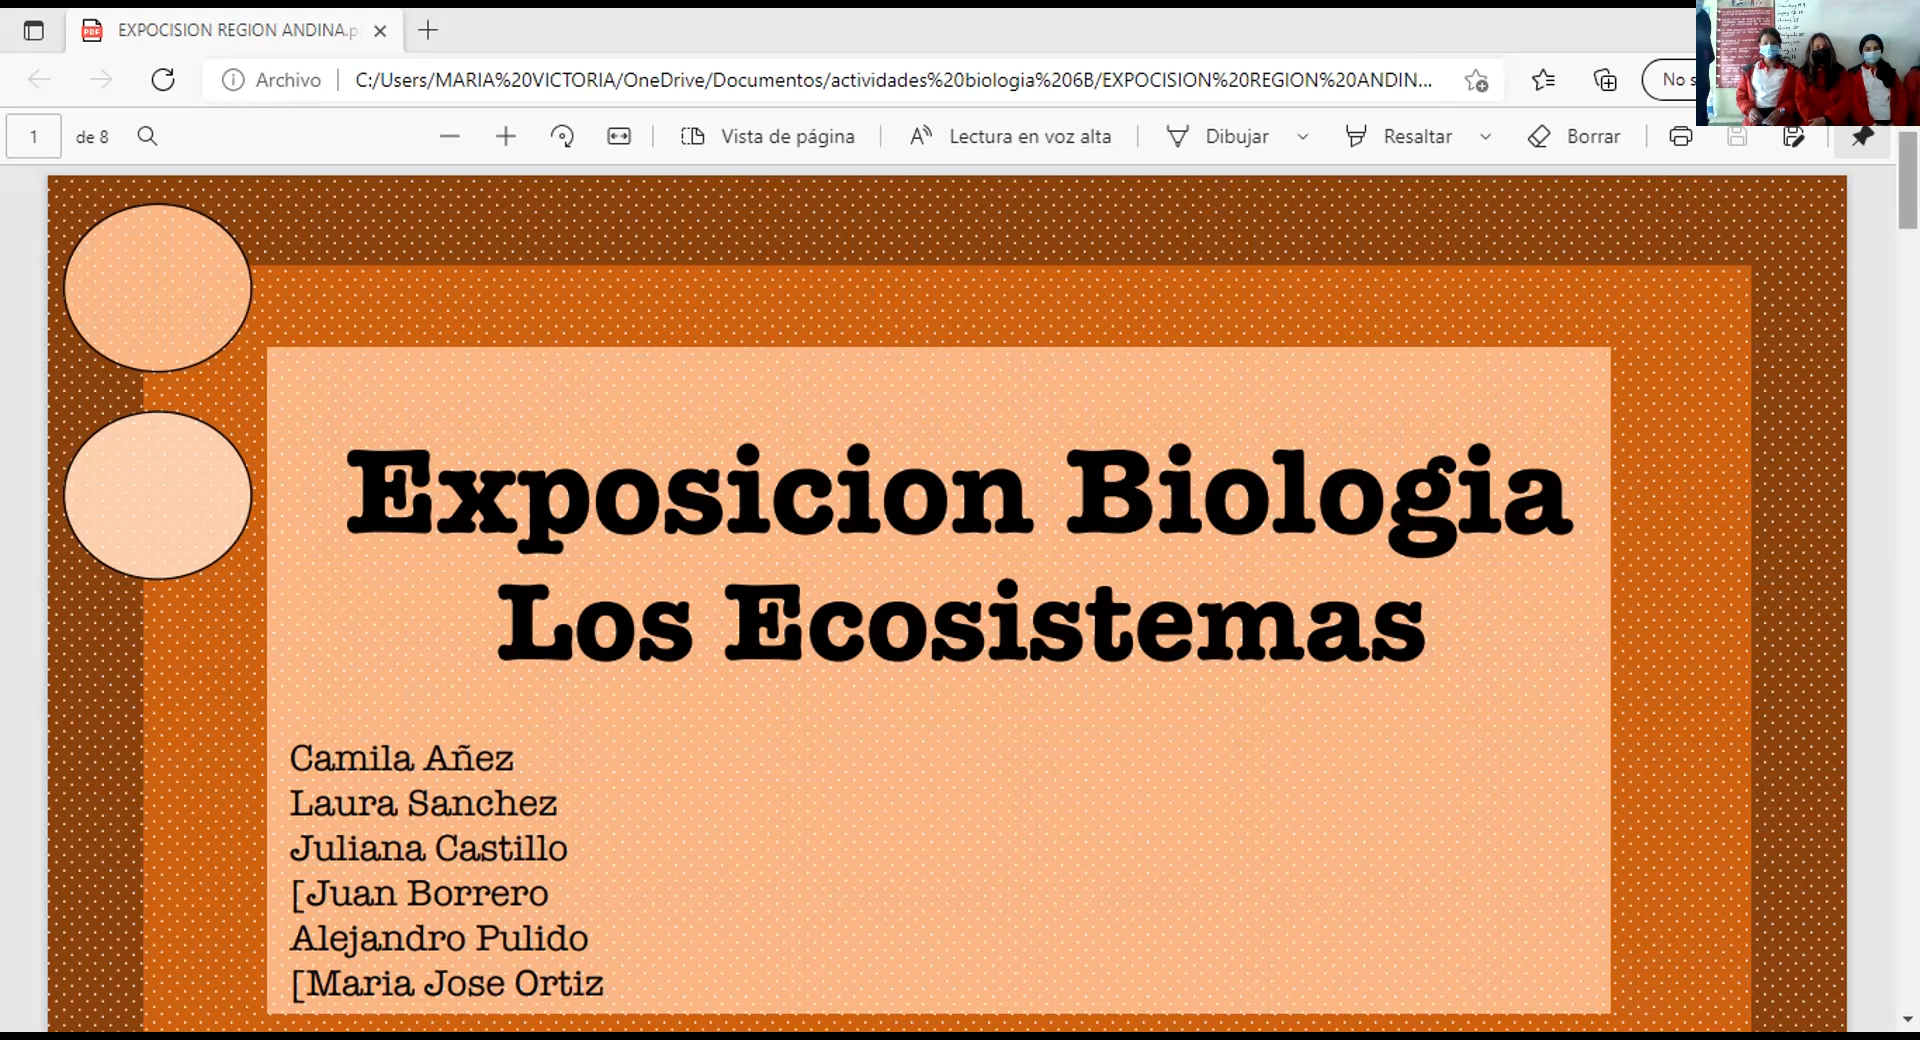 EXPOCISION REGION ANDINA.p
Archivo
C:/Users/MARIA%20VICTORIA/OneDrive/Documentos/actividades%20biologia%206B/EXPOCISION%20REGION%20ANDIN...
No s
1
de 8
Vista de página
Lectura en voz alta
Dibujar
Resaltar
Borrar
Exposicion Biologia
Los Ecosistemas
Camila Añez
Laura Sanchez
Juliana Castillo
[Juan Borrero
Alejandro Pulido
[Maria Jose Ortiz